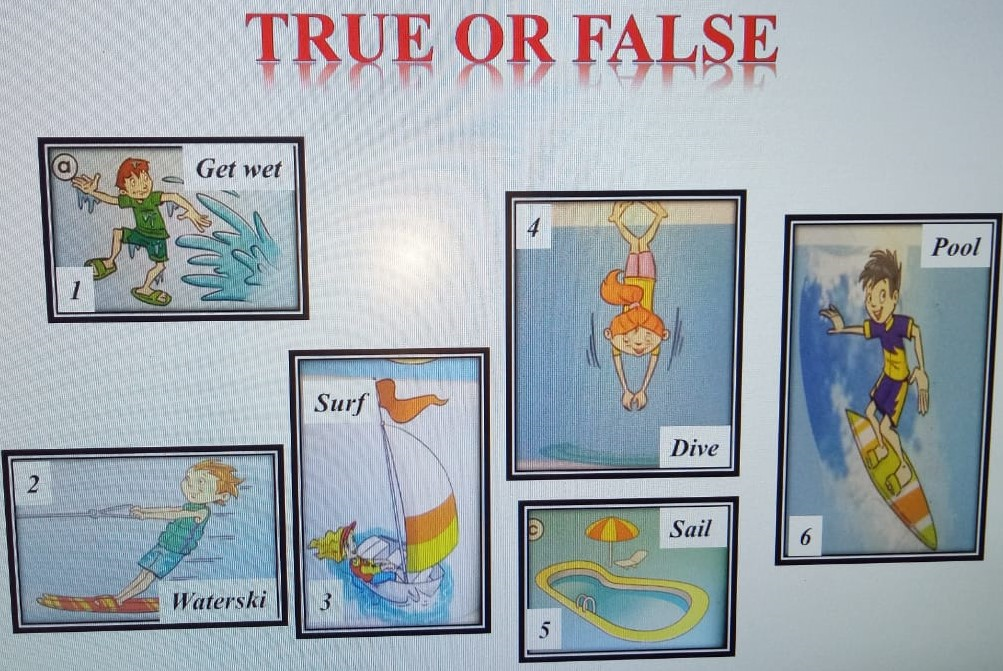 TRUE OR FALSE
a
Get wet
1
2
Waterski
Surf
3
4
Dive
c
Sail
5
Pool
6